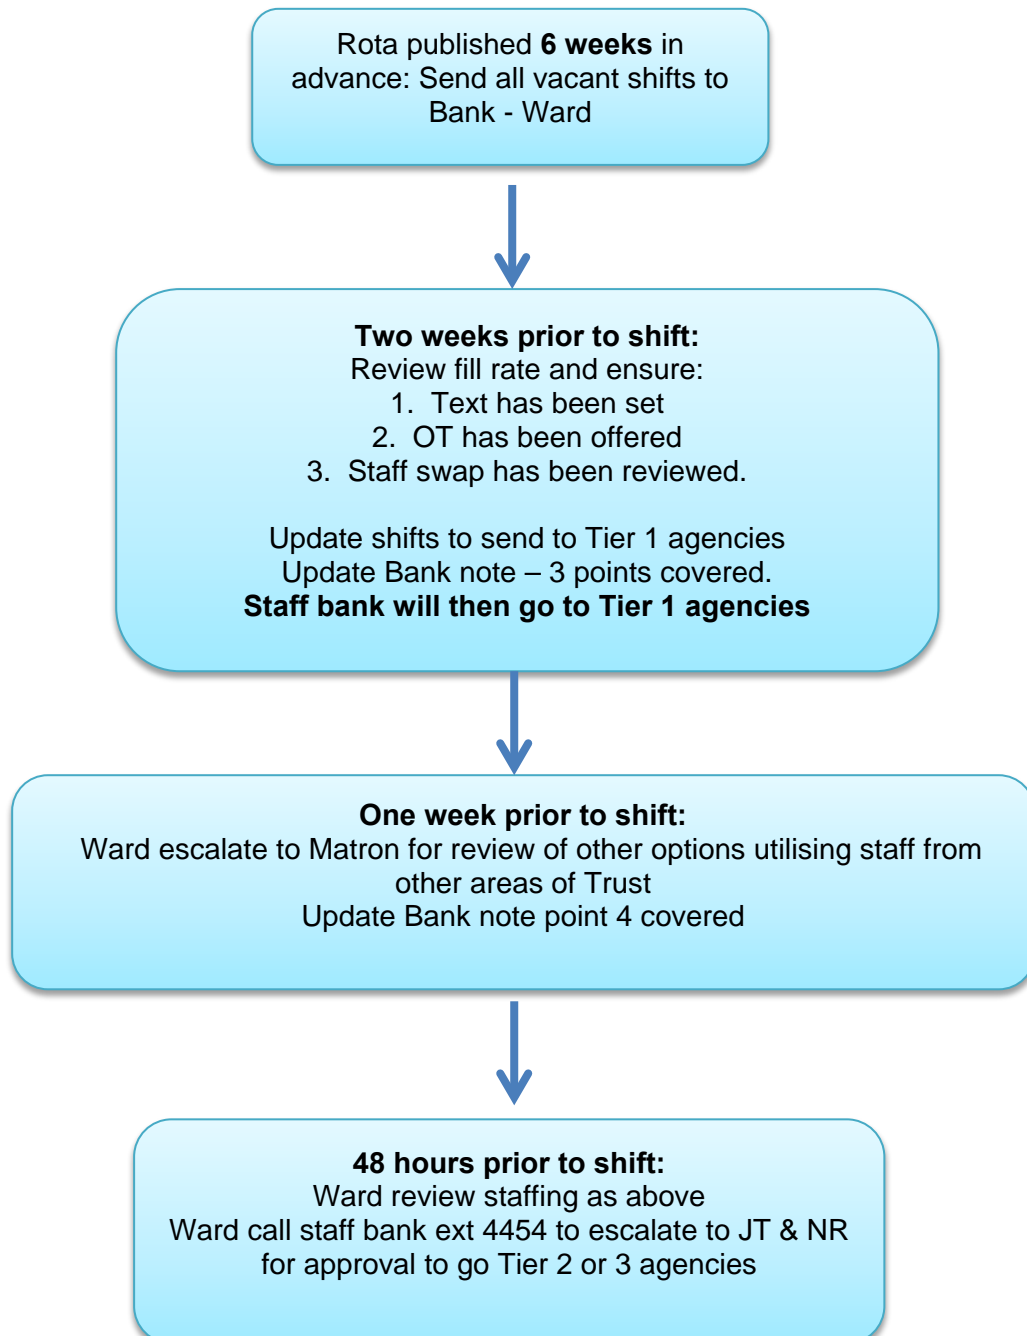 Rota published 6 weeks in
advance: Send all vacant shifts to
Bank - Ward
Two weeks prior to shift:
Review fill rate and ensure:
1. Text has been set
2. OT has been offered
3. Staff swap has been reviewed.
Update shifts to send to Tier 1 agencies
Update Bank note – 3 points covered.
Staff bank will then go to Tier 1 agencies
One week prior to shift:
Ward escalate to Matron for review of other options utilising staff from
other areas of Trust
Update Bank note point 4 covered
48 hours prior to shift:
Ward review staffing as above
Ward call staff bank ext 4454 to escalate to JT & NR
for approval to go Tier 2 or 3 agencies